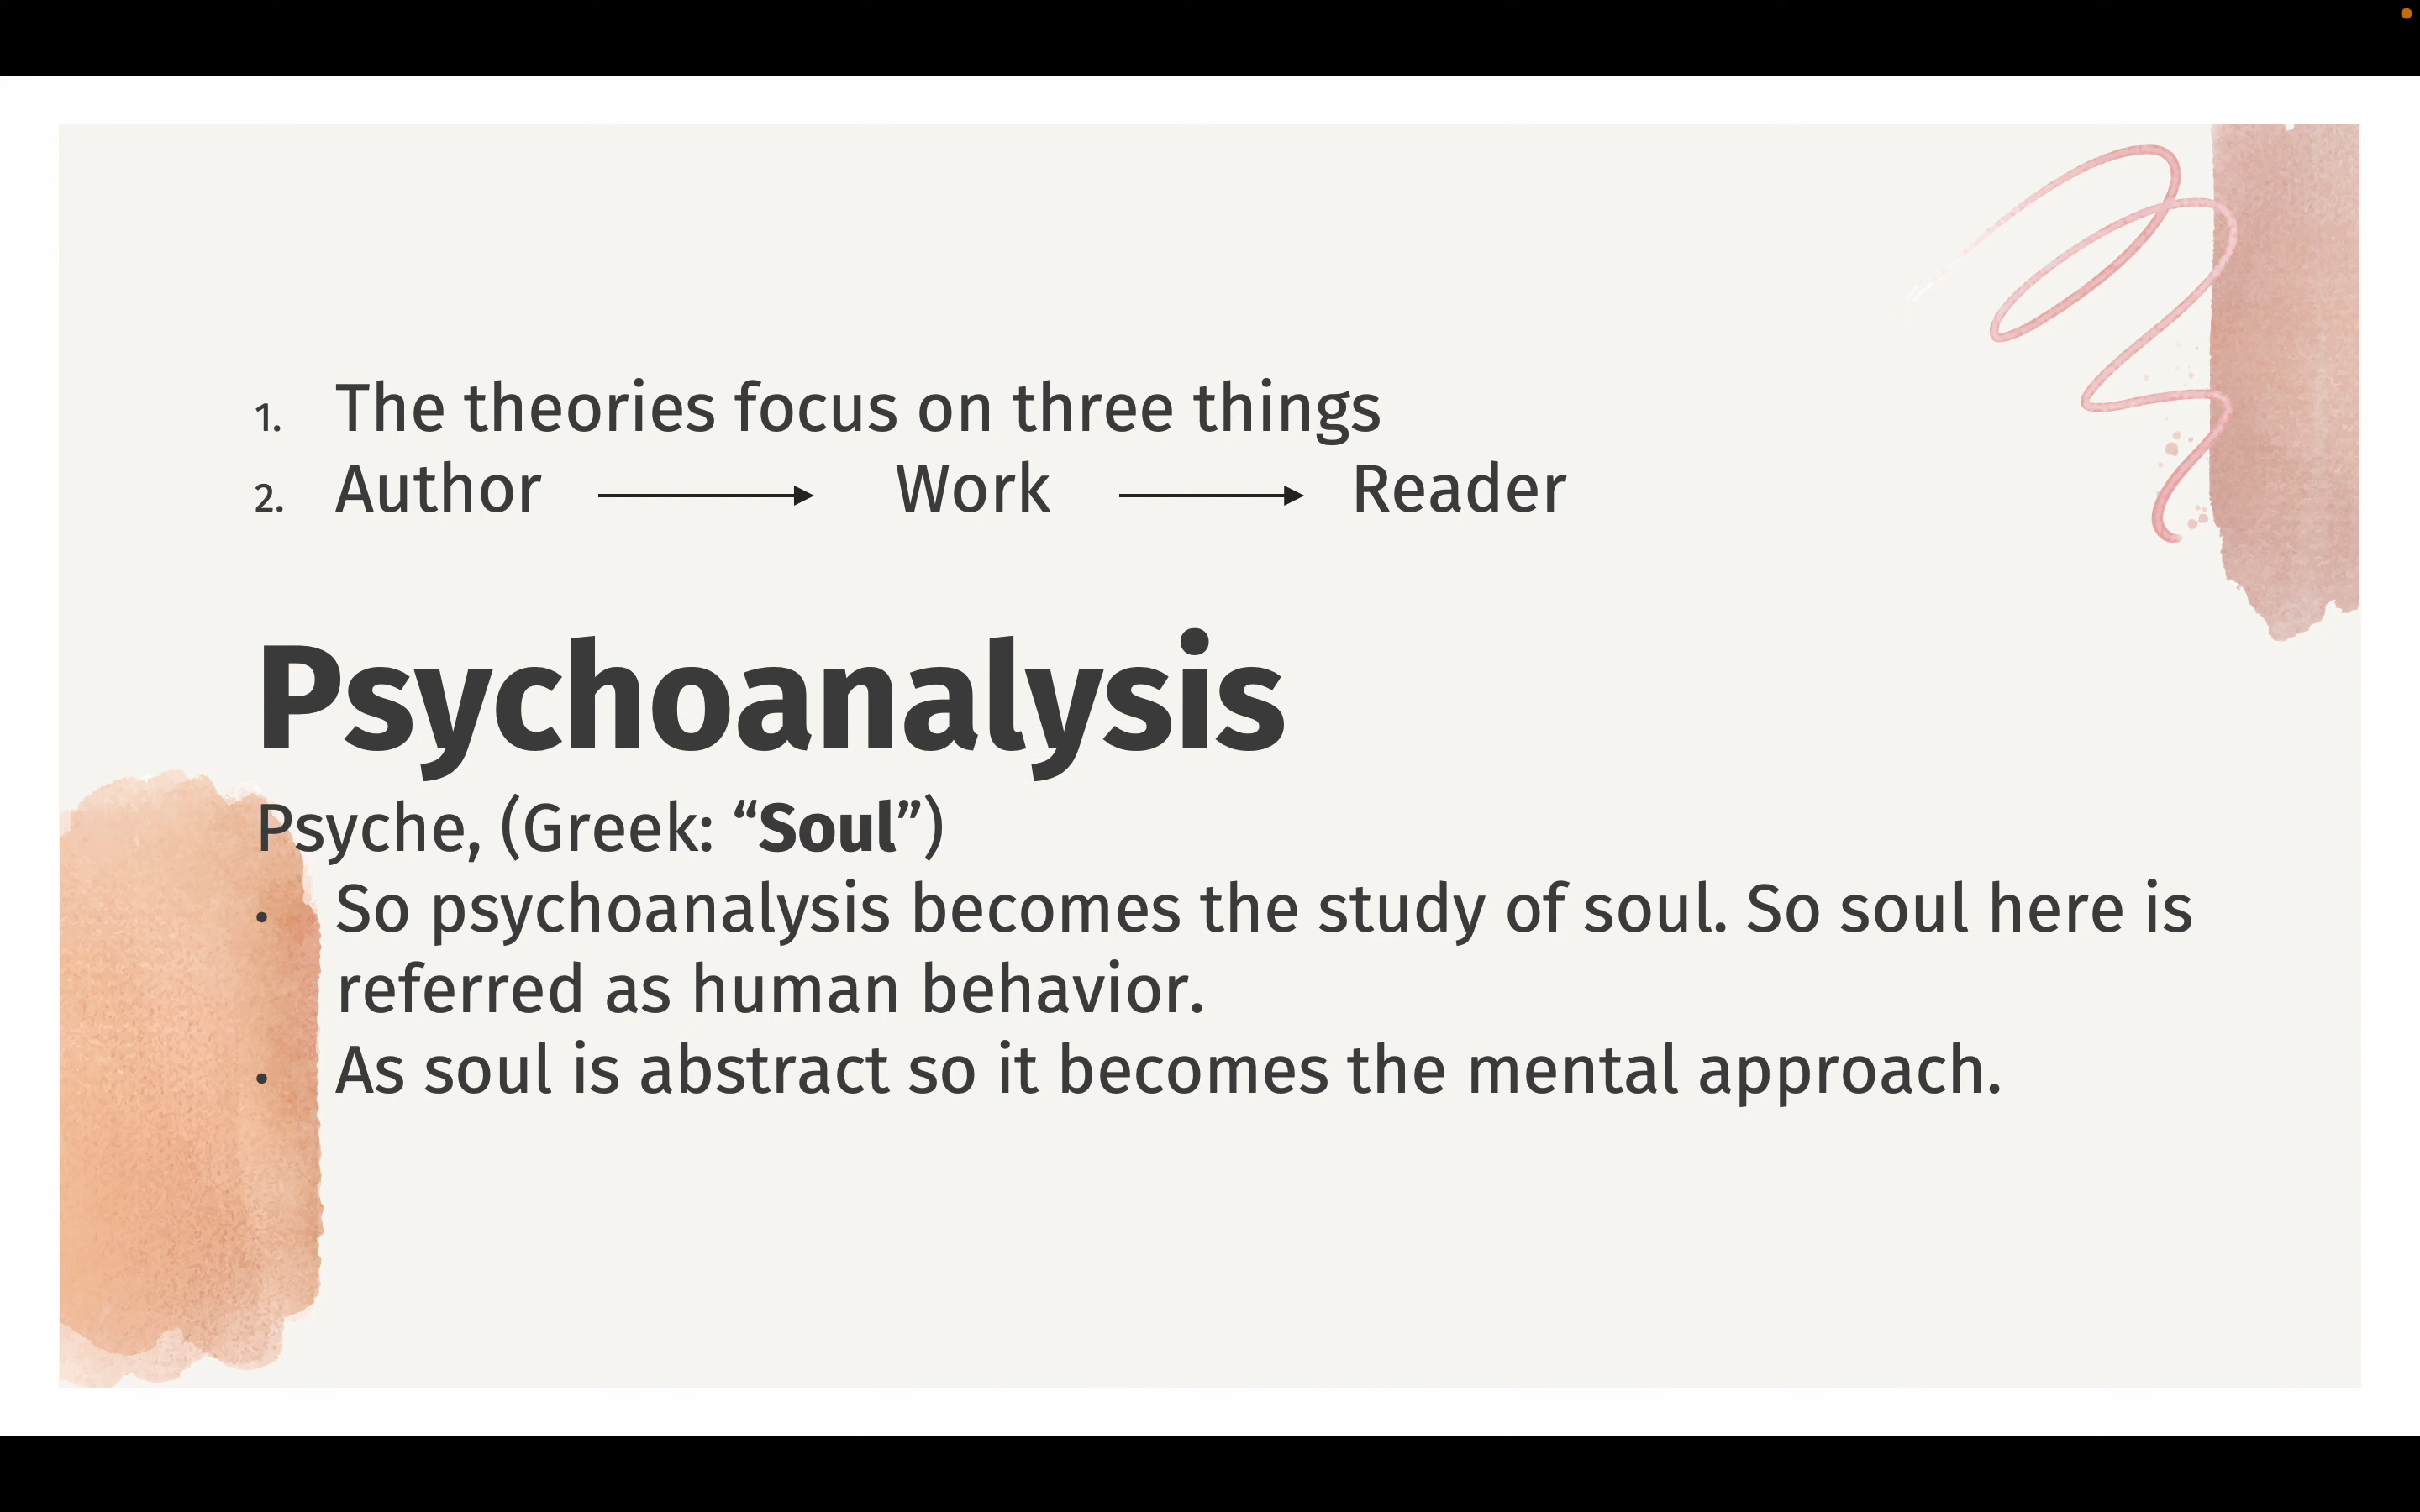 1. The theories focus on three things
2. Author Work Reader
Psychoanalysis
Psyche, (Greek: “Soul”)
• So psychoanalysis becomes the study of soul. So soul here is
referred as human behavior.
• As soul is abstract so it becomes the mental approach.